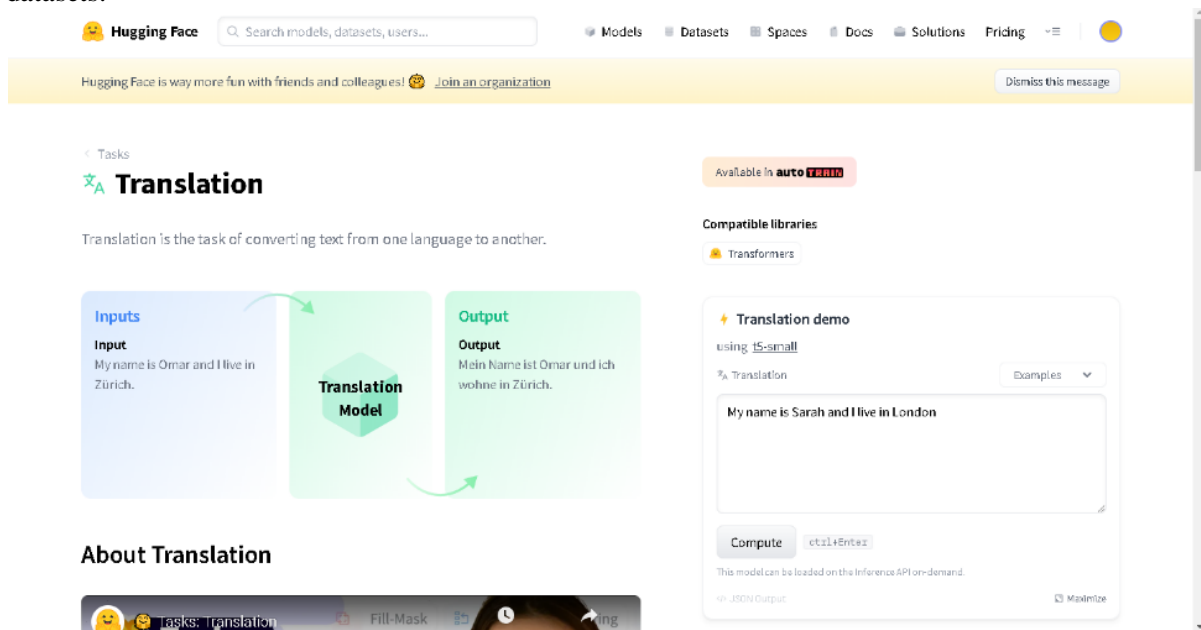 datasets.
Hugging Face
Search models, datasets, users...
Models
Datasets
Spaces
Docs
Solutions
Pricing
Hugging Face is way more fun with friends and colleagues! 🤗 Join an organization
Dismiss this message
Tasks
Translation
Translation is the task of converting text from one language to another.
Inputs
Input
My name is Omar and I live in
Zürich.
Translation
Model
Output
Output
Mein Name ist Omar und ich
wohne in Zürich.
About Translation
Tasks: Translation
Fill-Mask
Available in autoTRAIN
Compatible libraries
Transformers
Translation demo
using t5-small
Translation
Examples
My name is Sarah and I live in London
Compute
ctrl+Enter
This model can be loaded on the Inference API on-demand.
</> JSON Output
Maximize